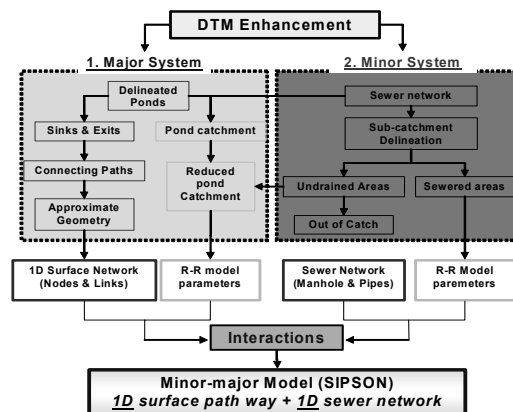 DTM Enhancement
1. Major System
2. Minor System
Delineated
Ponds
Sewer network
Sinks & Exits
Pond catchment
Sub-catchment
Delineation
Connecting Paths
Reduced
pond
Catchment
Undrained Areas
Sewered areas
Approximate
Geometry
Out of Catch
1D Surface Network
(Nodes & Links)
R-R model
parameters
Sewer Network
(Manhole & Pipes)
R-R Model
paremeters
Interactions
Minor-major Model (SIPSON)
1D surface path way + 1D sewer network